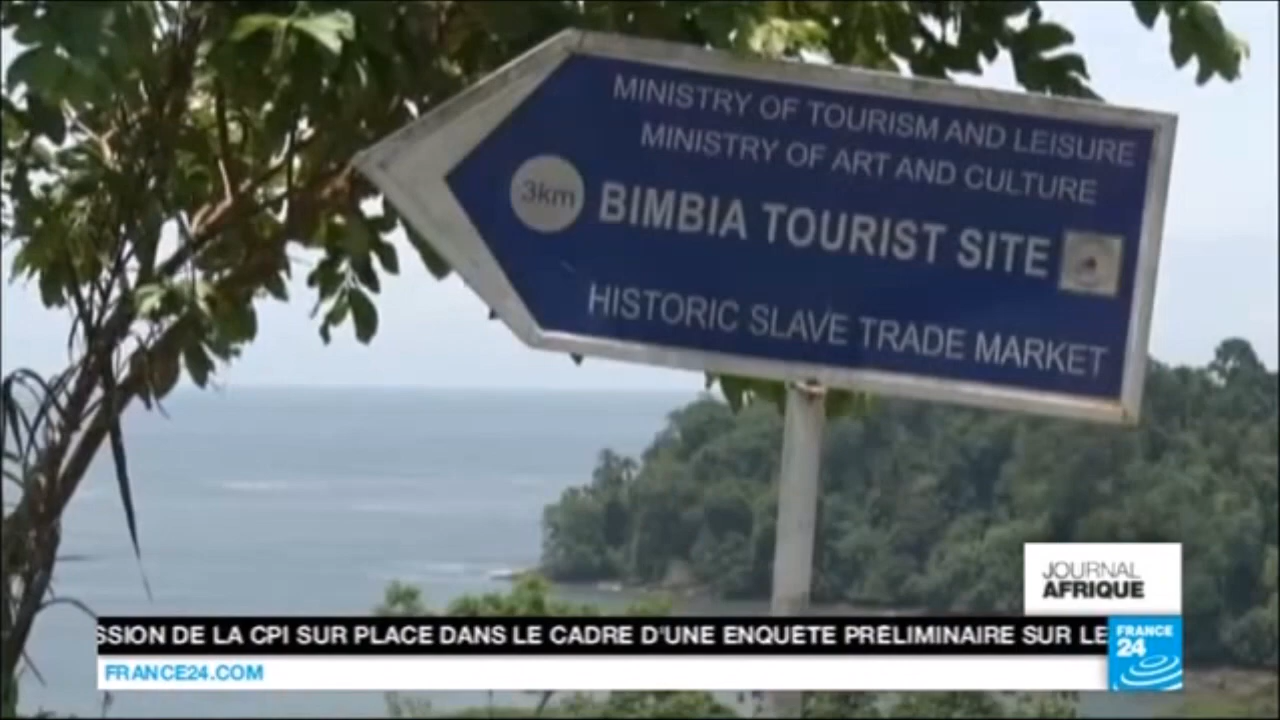 MINISTRY OF TOURISM AND LEISURE
MINISTRY OF ART AND CULTURE
3km
BIMBIA TOURIST SITE
HISTORIC SLAVE TRADE MARKET
JOURNAL
AFRIQUE
SSION DE LA CPI SUR PLACE DANS LE CADRE D'UNE ENQUÊTE PRÉLIMINAIRE SUR LE
FRANCE
24
FRANCE24.COM